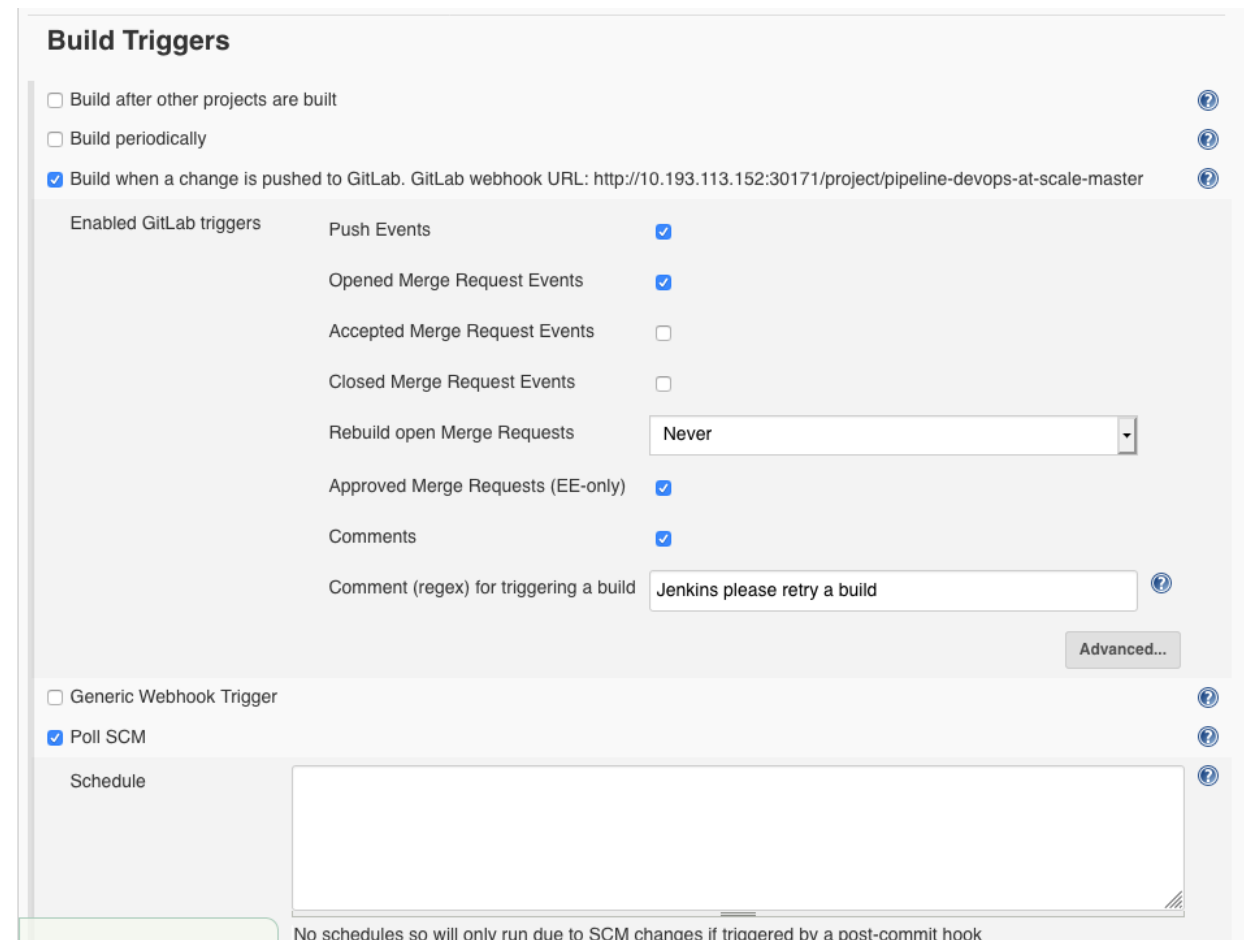 Build Triggers
Build after other projects are built
Build periodically
Build when a change is pushed to GitLab. GitLab webhook URL: http://10.193.113.152:30171/project/pipeline-devops-at-scale-master
Enabled GitLab triggers
Push Events
Opened Merge Request Events
Accepted Merge Request Events
Closed Merge Request Events
Rebuild open Merge Requests
Never
Approved Merge Requests (EE-only)
Comments
Comment (regex) for triggering a build
Jenkins please retry a build
Advanced...
Generic Webhook Trigger
Poll SCM
Schedule
No schedules so will only run due to SCM changes if triggered by a post-commit hook